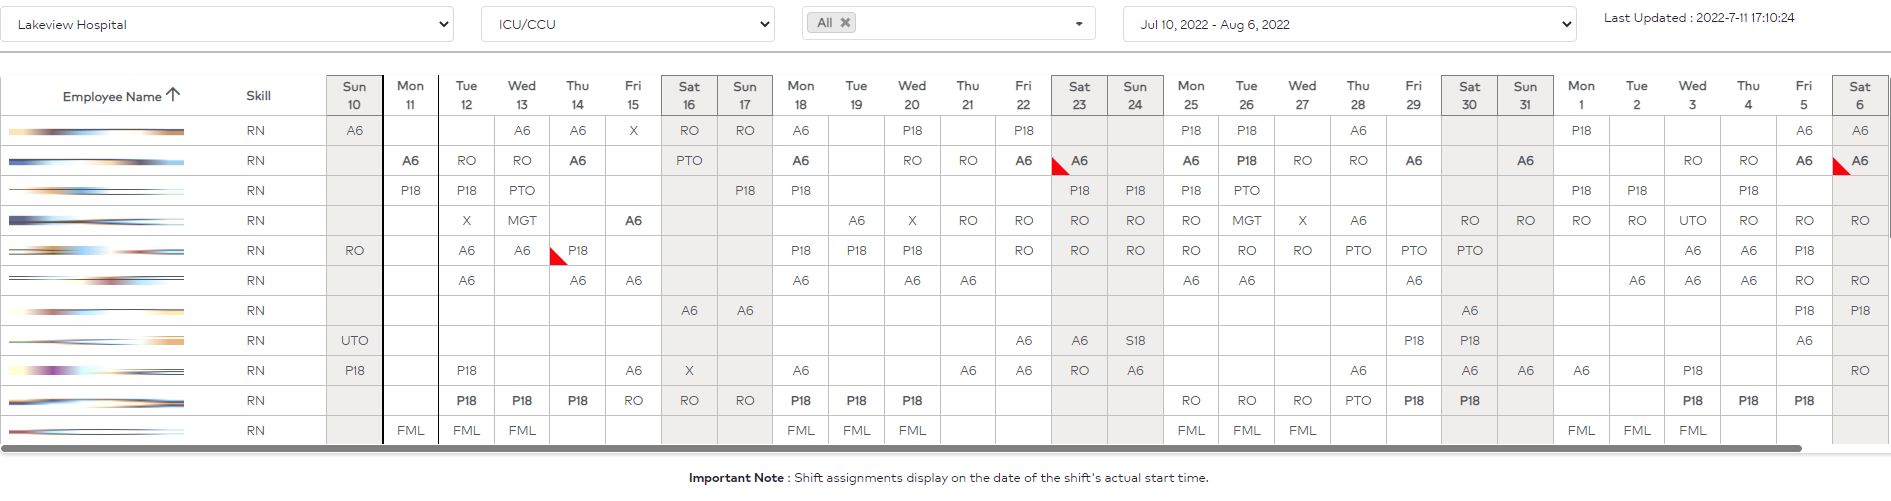 Lakeview Hospital ICU/CCU All ✖ Jul 10, 2022 - Aug 6, 2022 Last Updated : 2022-7-11 17:10:24
Employee Name Skill Sun 10 Mon 11 Tue 12 Wed 13 Thu 14 Fri 15 Sat 16 Sun 17 Mon 18 Tue 19 Wed 20 Thu 21 Fri 22 Sat 23 Sun 24 Mon 25 Tue 26 Wed 27 Thu 28 Fri 29 Sat 30 Sun 31 Mon 1 Tue 2 Wed 3 Thu 4 Fri 5 Sat 6
RN A6 A6 A6 X RO RO A6 P18 P18 P18 P18 A6 P18 A6 A6
RN A6 RO RO A6 PTO A6 RO RO A6 A6 A6 P18 RO RO A6 A6 RO RO A6 A6
RN P18 P18 PTO P18 P18 P18 P18 P18 PTO P18 P18 P18
RN X MGT A6 A6 X RO RO RO RO RO MGT X A6 RO RO RO RO UTO RO RO RO
RN RO A6 A6 P18 P18 P18 P18 RO RO RO RO RO RO PTO PTO PTO A6 A6 P18
RN A6 A6 A6 A6 A6 A6 A6 A6 A6 A6 A6 A6 RO RO
RN A6 A6 A6 P18 P18
RN UTO A6 A6 S18 P18 P18 A6
RN P18 P18 A6 X A6 A6 A6 RO A6 A6 A6 A6 A6 P18 RO
RN P18 P18 P18 RO RO RO P18 P18 P18 RO RO RO PTO P18 P18 P18 P18 P18
RN FML FML FML FML FML FML FML FML FML FML FML FML
Important Note : Shift assignments display on the date of the shift's actual start time.